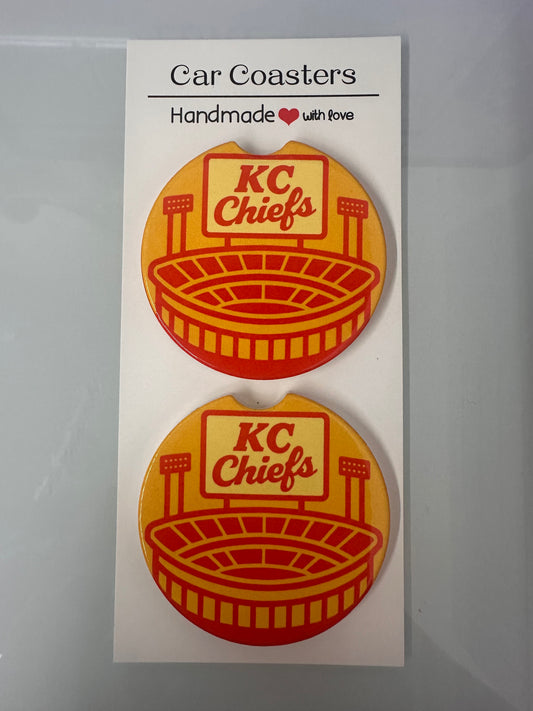 Car Coasters
Handmade with love
KC
Chiefs
KC
Chiefs